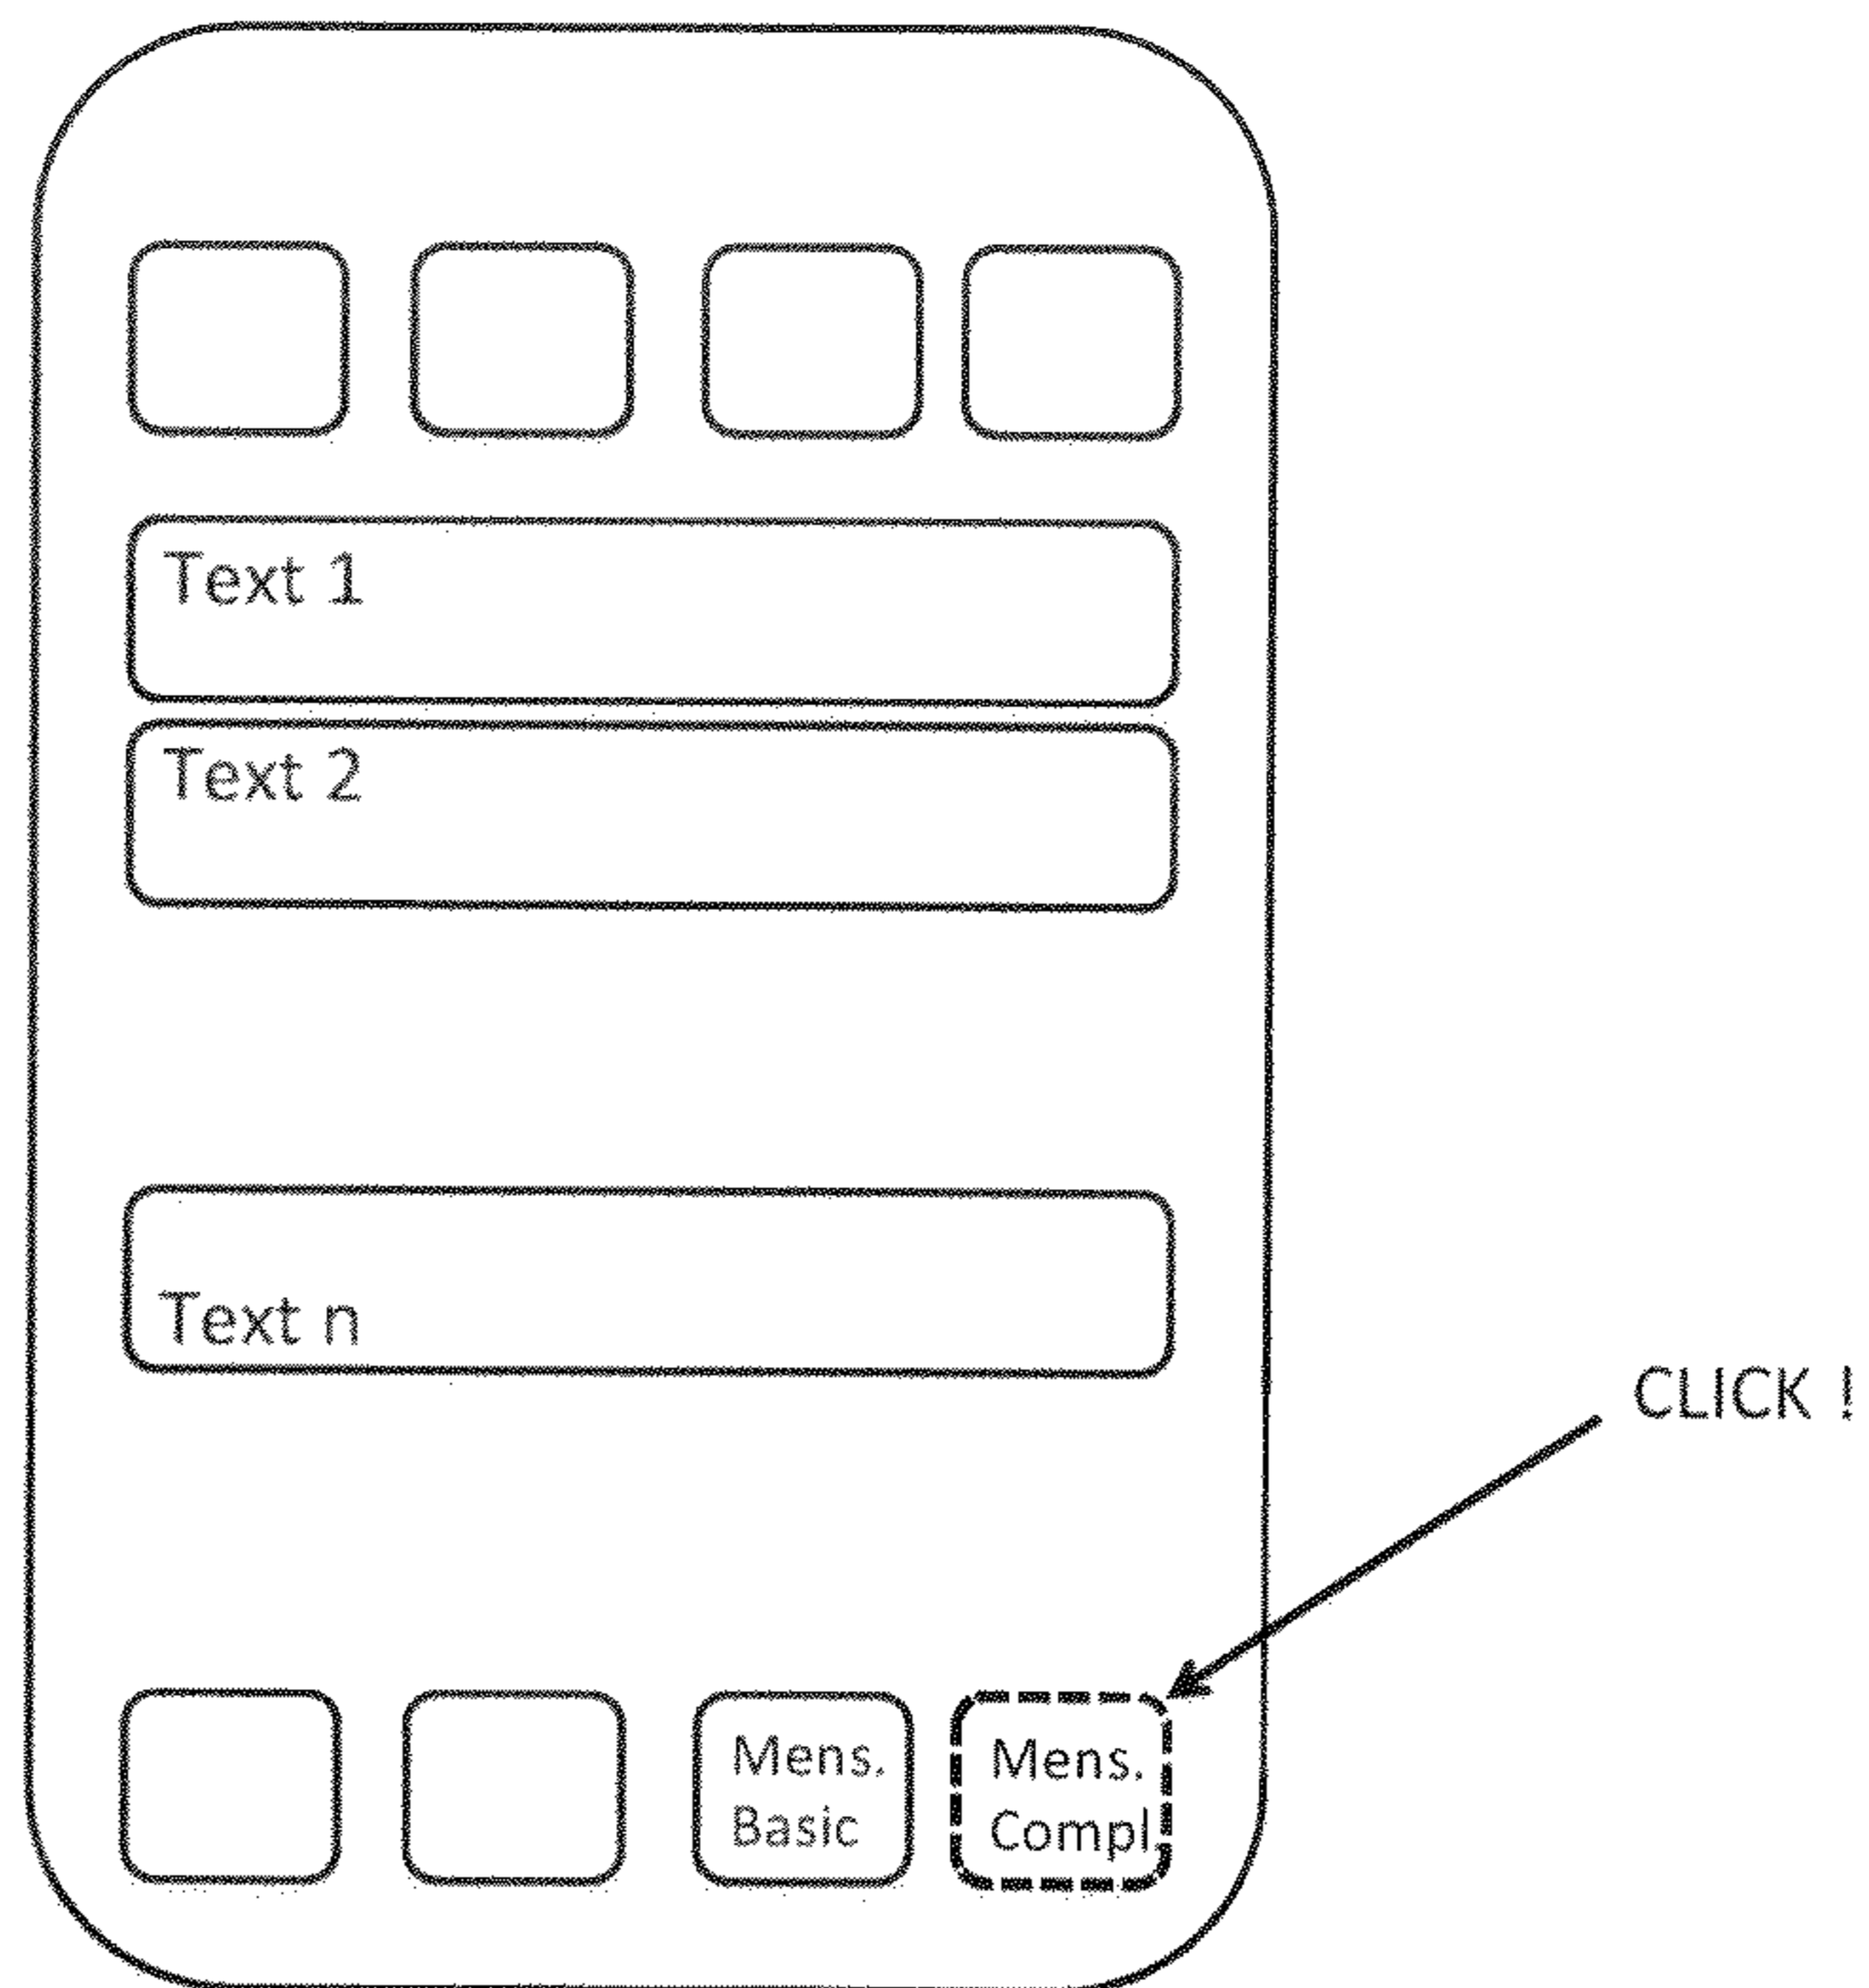 Text 1
Text 2
Text n
CLICK !
Mens.
Basic
Mens.
Compl.